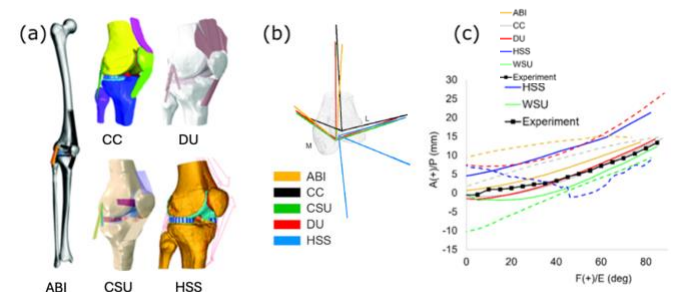 (a)
CC
DU
ABI
CSU
HSS
(b)
L
M
ABI
CC
CSU
DU
HSS
(c)
ABI
CC
DU
HSS
WSU
Experiment
HSS
WSU
Experiment
A(+)/P (mm)
30
25
20
15
10
5
0
-5
-10
-15
0
20
40
60
80
F(+)/E (deg)